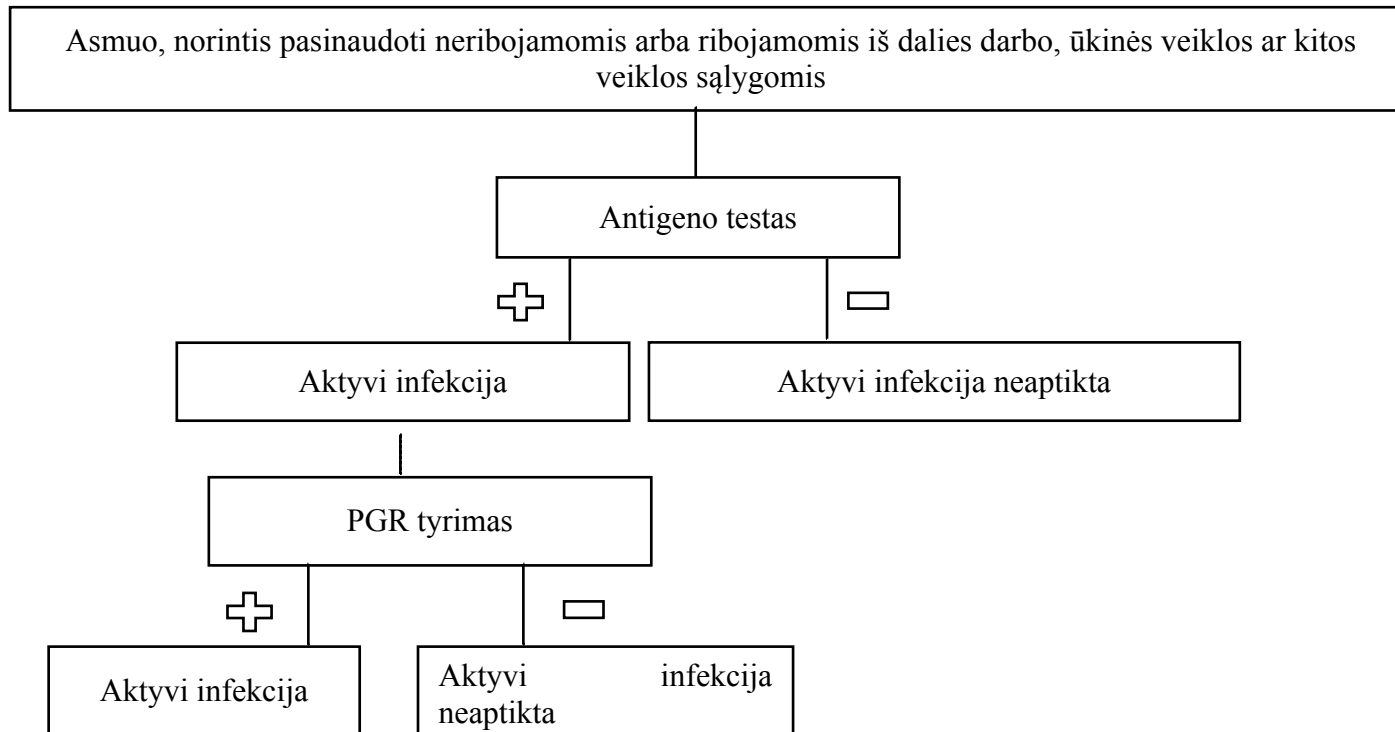 Asmuo, norintis pasinaudoti neribojamomis arba ribojamomis iš dalies darbo, ūkinės veiklos ar kitos
veiklos sąlygomis
Antigeno testas
Aktyvi infekcija
Aktyvi infekcija neaptikta
PGR tyrimas
Aktyvi infekcija
Aktyvi infekcija
neaptikta